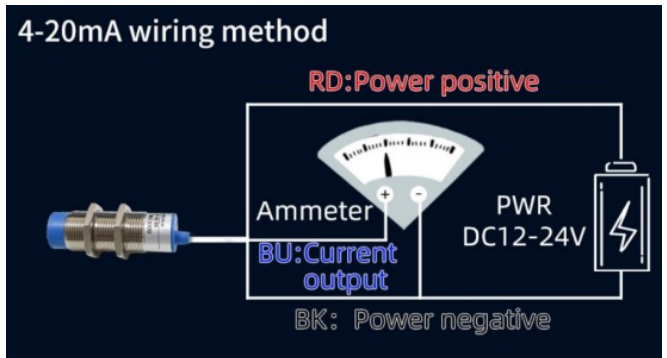 4-20mA wiring method
RD:Power positive
+ -
Ammeter
PWR
DC12-24V
BU:Current
output
BK: Power negative